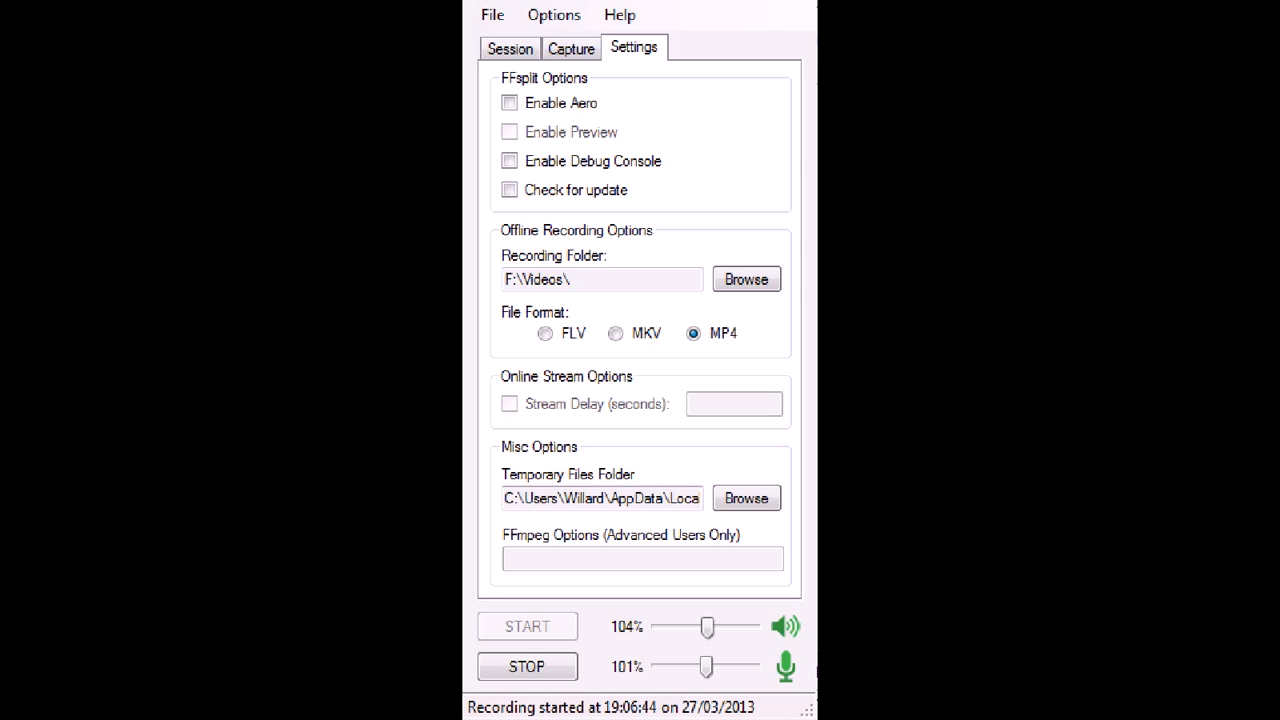 File Options Help
Session Capture Settings
FFsplit Options
Enable Aero
Enable Preview
Enable Debug Console
Check for update
Offline Recording Options
Recording Folder:
F:\Videos\ Browse
File Format:
FLV MKV MP4
Online Stream Options
Stream Delay (seconds):
Misc Options
Temporary Files Folder
C:\Users\Willard\AppData\Loca Browse
FFmpeg Options (Advanced Users Only)
START 104%
STOP 101%
Recording started at 19:06:44 on 27/03/2013